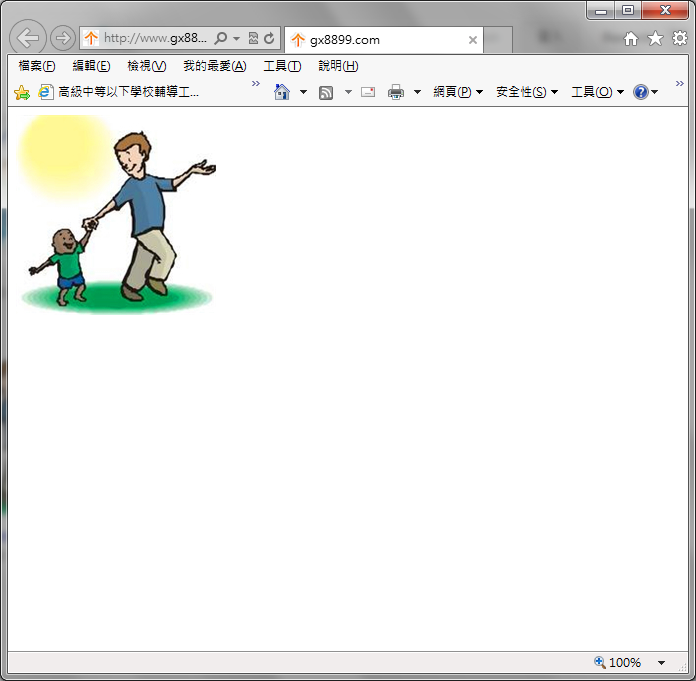 http://www.gx88...
gx8899.com
檔案(F) 編輯(E) 檢視(V) 我的最愛(A) 工具(T) 說明(H)
高級中等以下學校輔導工...
網頁(P) 安全性(S) 工具(O)
100%